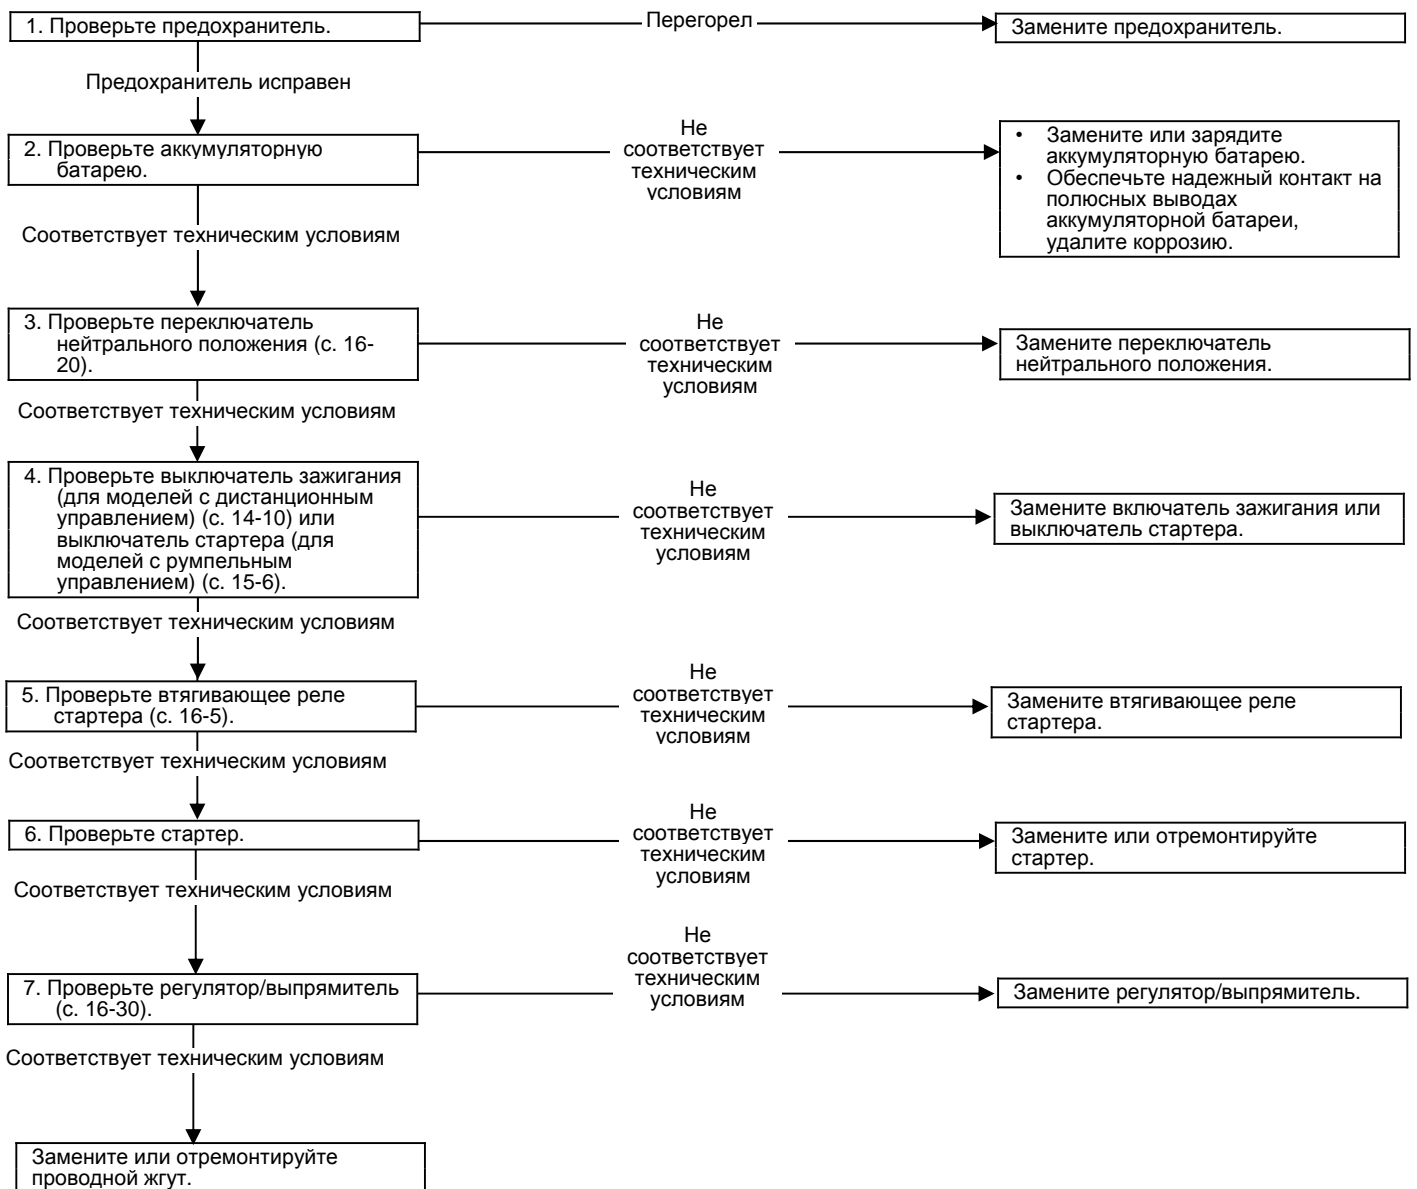 1. Проверьте предохранитель.
Перегорел
Замените предохранитель.
Предохранитель исправен
2. Проверьте аккумуляторную
батарею.
Не
соответствует
техническим
условиям
• Замените или зарядите
аккумуляторную батарею.
• Обеспечьте надежный контакт на
полюсных выводах
аккумуляторной батареи,
удалите коррозию.
Соответствует техническим условиям
3. Проверьте переключатель
нейтрального положения (с. 16-
20).
Не
соответствует
техническим
условиям
Замените переключатель
нейтрального положения.
Соответствует техническим условиям
4. Проверьте выключатель зажигания
(для моделей с дистанционным
управлением) (с. 14-10) или
выключатель стартера (для
моделей с румпельным
управлением) (с. 15-6).
Не
соответствует
техническим
условиям
Замените включатель зажигания или
выключатель стартера.
Соответствует техническим условиям
5. Проверьте втягивающее реле
стартера (с. 16-5).
Не
соответствует
техническим
условиям
Замените втягивающее реле
стартера.
Соответствует техническим условиям
6. Проверьте стартер.
Не
соответствует
техническим
условиям
Замените или отремонтируйте
стартер.
Соответствует техническим условиям
7. Проверьте регулятор/выпрямитель
(с. 16-30).
Не
соответствует
техническим
условиям
Замените регулятор/выпрямитель.
Соответствует техническим условиям
Замените или отремонтируйте
проводной жгут.